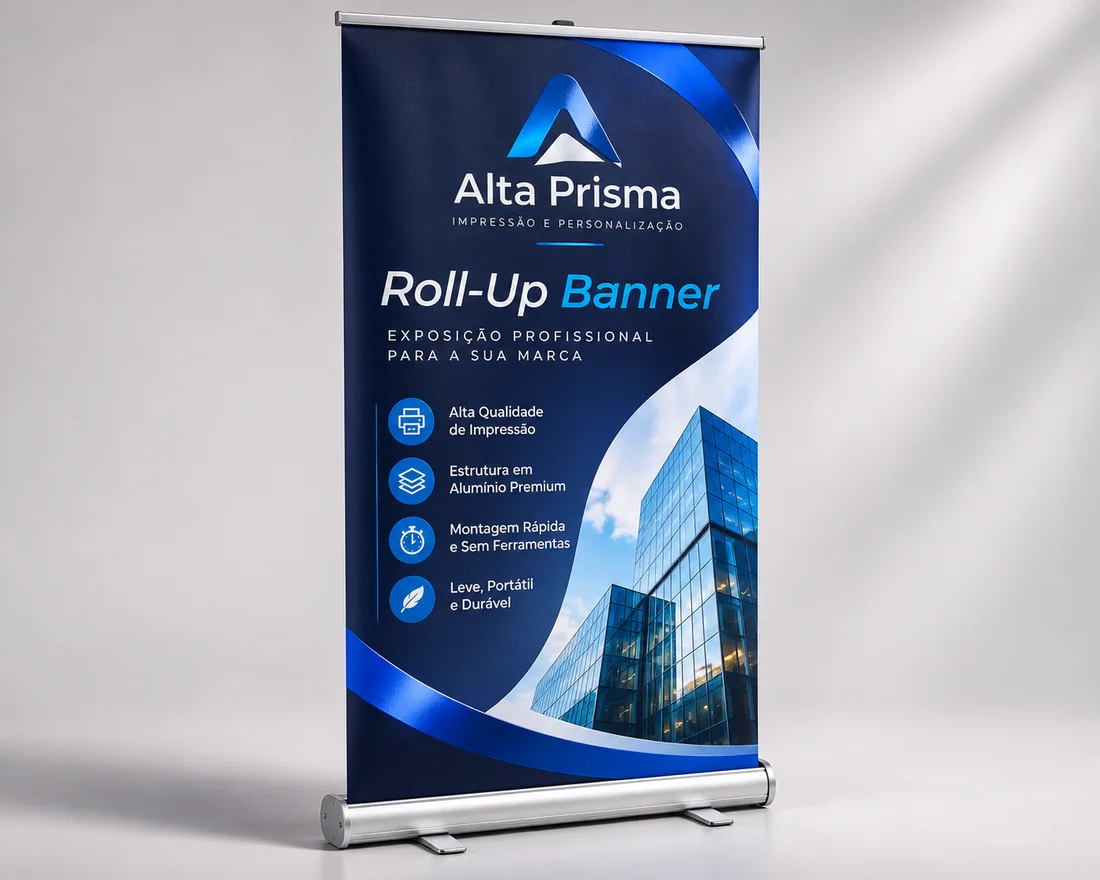 Alta Prisma
IMPRESSÃO E PERSONALIZAÇÃO
Roll-Up Banner
EXPOSIÇÃO PROFISSIONAL
PARA A SUA MARCA
Alta Qualidade
de Impressão
Estrutura em
Alumínio Premium
Montagem Rápida
e Sem Ferramentas
Leve, Portátil
e Durável